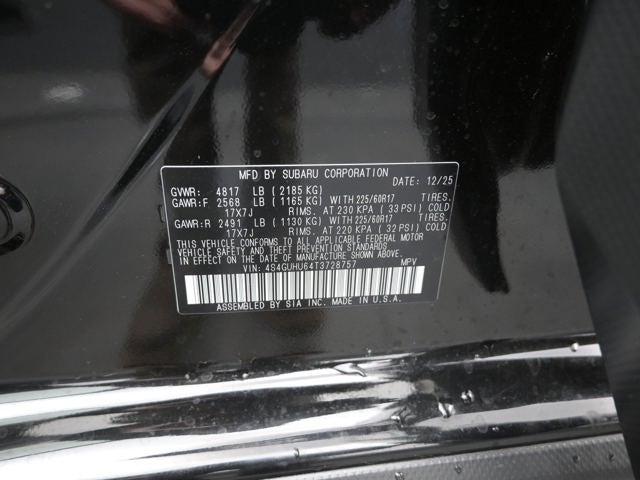 MFD BY SUBARU CORPORATION
DATE: 12/25
GVWR: 4817 LB (2185 KG)
GAWR:F 2568 LB (1165 KG) WITH 225/60R17 TIRES.
17X7J RIMS. AT 230 KPA (33 PSI) COLD
GAWR:R 2491 LB (1130 KG) WITH 225/60R17 TIRES.
17X7J RIMS. AT 220 KPA (32 PSI) COLD
THIS VEHICLE CONFORMS TO ALL APPLICABLE FEDERAL MOTOR
VEHICLE SAFETY, BUMPER, AND THEFT PREVENTION STANDARDS
IN EFFECT ON THE DATE OF MANUFACTURE SHOWN ABOVE.
VIN: 4S4GUHU64T3728757 MPV
ASSEMBLED BY SIA INC. MADE IN U.S.A.